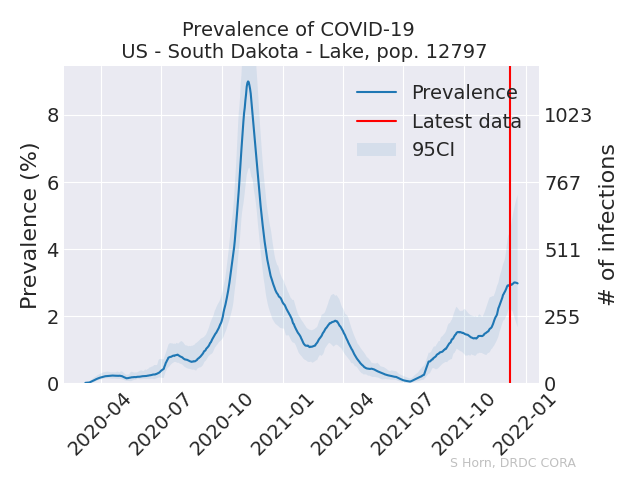 Prevalence of COVID-19
US - South Dakota - Lake, pop. 12797
Prevalence
Latest data
95CI
Prevalence (%)
8
6
4
2
0
1023
767
511
255
0
# of infections
2020-04
2020-07
2020-10
2021-01
2021-04
2021-07
2021-10
2022-01
S Horn, DRDC CORA